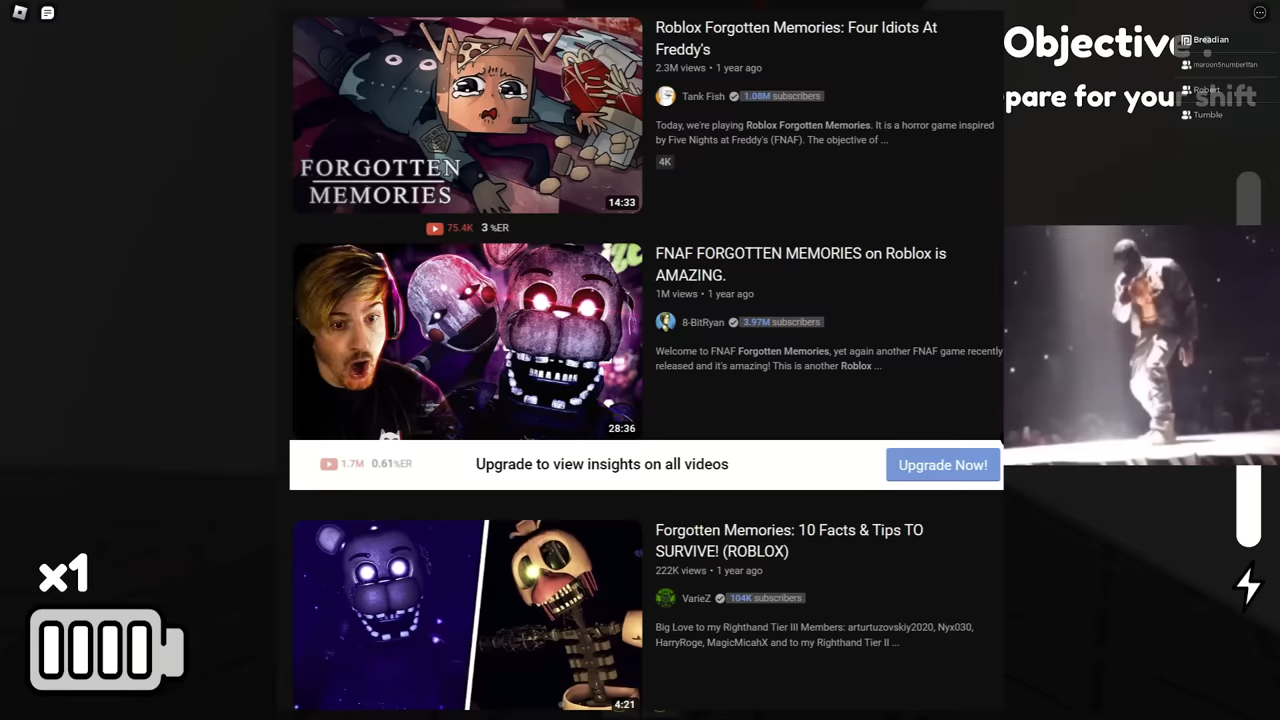 Roblox Forgotten Memories: Four Idiots At
Freddy's
2.3M views • 1 year ago
Tank Fish 1.08M subscribers
Today, we're playing Roblox Forgotten Memories. It is a horror game inspired
by Five Nights at Freddy's (FNAF). The objective of ...
4K
FORGOTTEN
MEMORIES
14:33
75.4K 3 %ER
FNAF FORGOTTEN MEMORIES on Roblox is
AMAZING.
1M views • 1 year ago
8-BitRyan 3.97M subscribers
Welcome to FNAF Forgotten Memories, yet again another FNAF game recently
released and it's amazing! This is another Roblox ...
28:36
1.7M 0.61%ER
Upgrade to view insights on all videos
Upgrade Now!
Forgotten Memories: 10 Facts & Tips TO
SURVIVE! (ROBLOX)
222K views • 1 year ago
VarieZ 104K subscribers
Big Love to my Righthand Tier III Members: arturtuzovskiy2020, Nyx030,
HarryRoge, MagicMicahX and to my Righthand Tier II ...
4:21
Objective :
pare for your shift
Breadian
maroon5number1fan
Robert
Tumble
x1